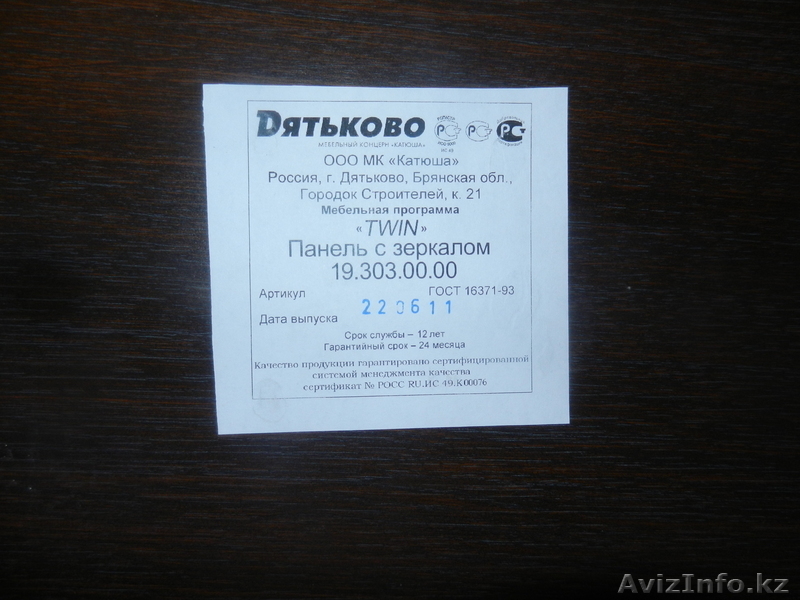 Дятьково
МЕБЕЛЬНЫЙ КОНЦЕРН «КАТЮША»
ООО МК «Катюша»
Россия, г. Дятьково, Брянская обл.,
Городок Строителей, к. 21
Мебельная программа
«TWIN»
Панель с зеркалом
19.303.00.00
Артикул ГОСТ 16371-93
220611
Дата выпуска
Срок службы – 12 лет
Гарантийный срок – 24 месяца
Качество продукции гарантировано сертифицированной
системой менеджмента качества
сертификат № РОСС RU.ИС 49.К00076
AvizInfo.kz